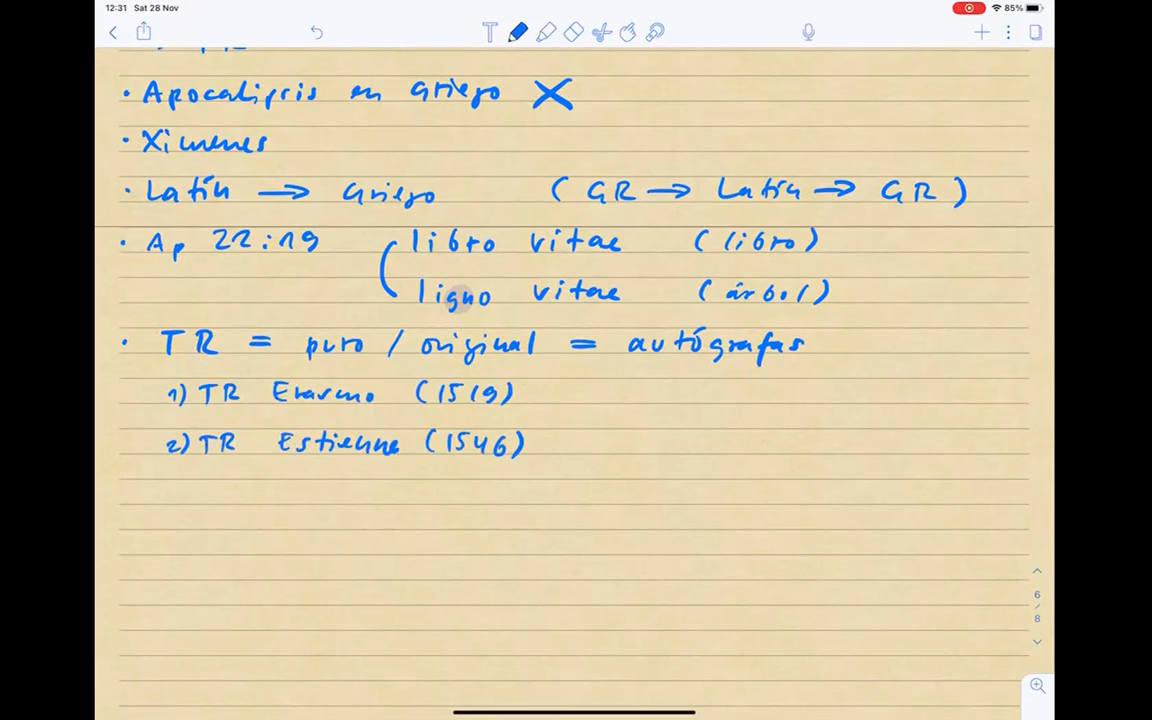 12:31 Sat 28 Nov
85%
· Apocalipsis en Griego X
· Ximenes
· Latín → Griego ( GR → Latín → GR )
· Ap 22:19 ( libro vitae (libro)
ligno vitae (árbol)
· TR = puro / original = autógrafas
1) TR Erasmo (1519)
2) TR Estienne (1546)
6
/
8